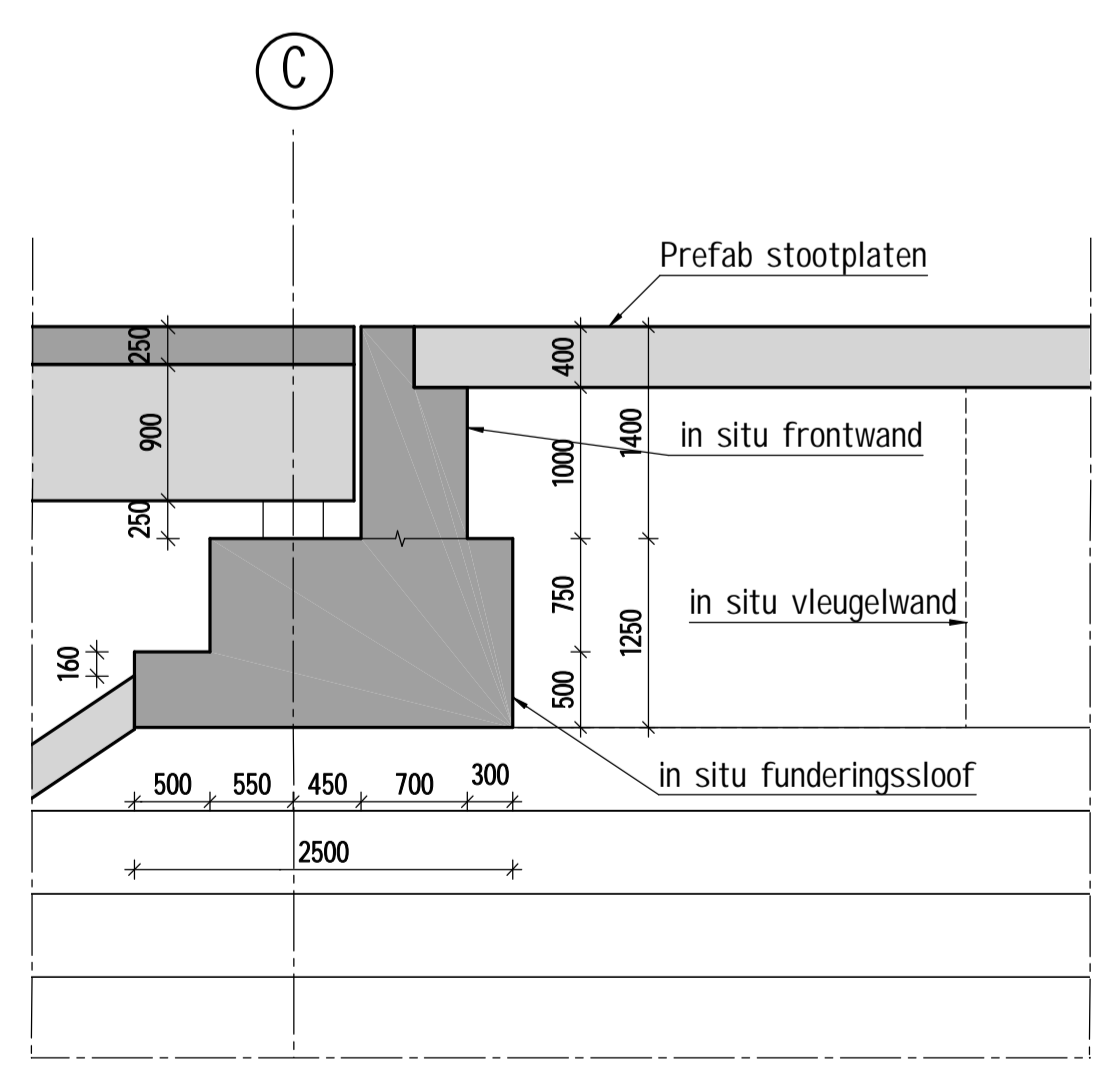 C
Prefab stootplaten
250
400
900
in situ frontwand
1000
1400
250
750
in situ vleugelwand
1250
160
500
in situ funderingssloof
500 550 450 700 300
2500